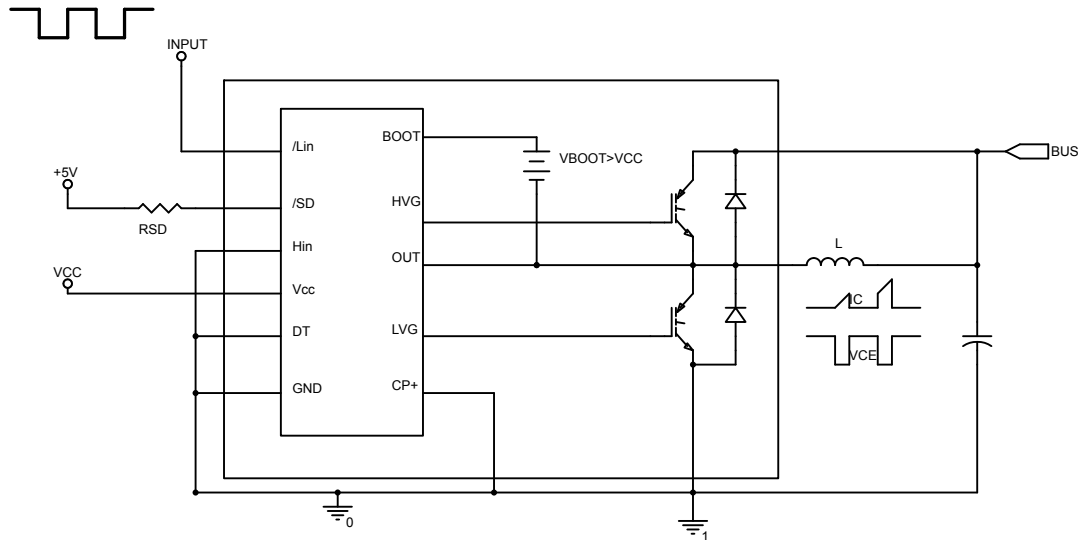 INPUT
/Lin
BOOT
VBOOT>VCC
BUS
+5V
/SD
HVG
RSD
Hin
OUT
L
VCC
Vcc
IC
DT
LVG
VCE
GND
CP+
0
1